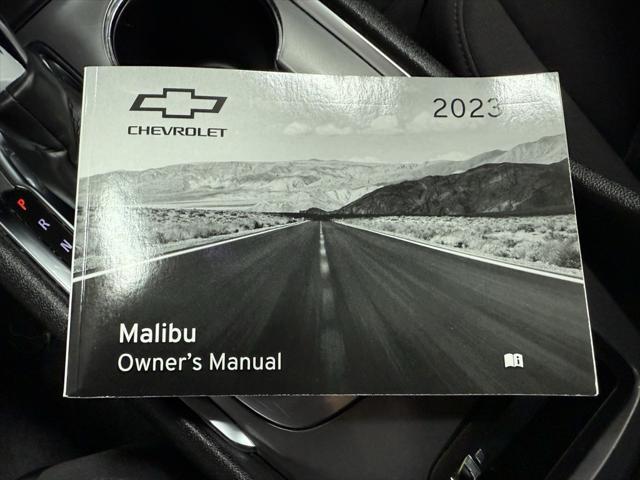 CHEVROLET
2023
Malibu
Owner's Manual
P
R
N